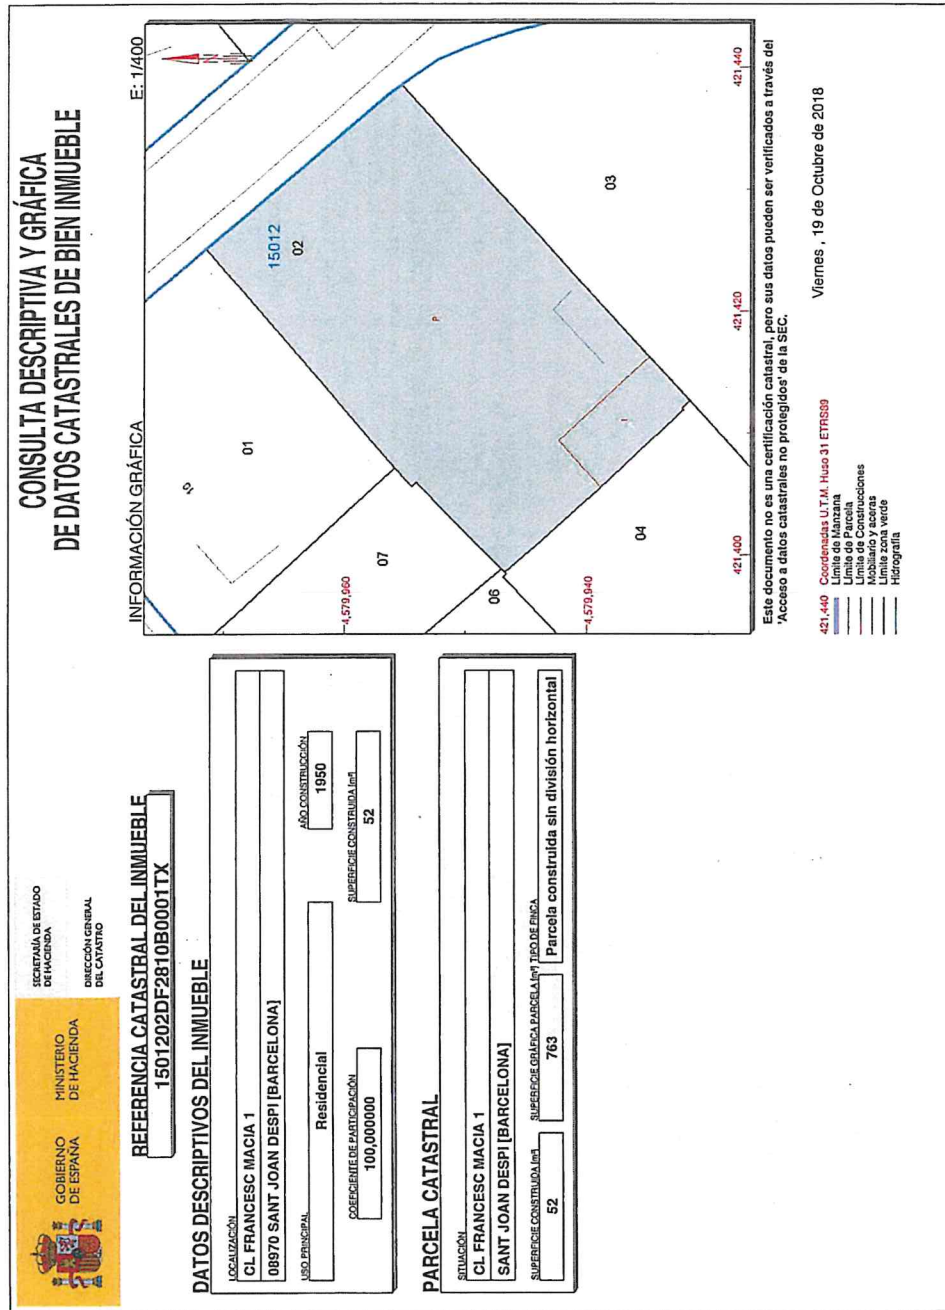 GOBIERNO
DE ESPAÑA
MINISTERIO
DE HACIENDA
SECRETARÍA DE ESTADO
DE HACIENDA
DIRECCIÓN GENERAL
DEL CATASTRO
CONSULTA DESCRIPTIVA Y GRÁFICA
DE DATOS CATASTRALES DE BIEN INMUEBLE
REFERENCIA CATASTRAL DEL INMUEBLE
1501202DF2810B0001TX
DATOS DESCRIPTIVOS DEL INMUEBLE
LOCALIZACIÓN
CL FRANCESC MACIA 1
08970 SANT JOAN DESPI [BARCELONA]
USO PRINCIPAL
Residencial
AÑO CONSTRUCCIÓN
1950
COEFICIENTE DE PARTICIPACIÓN
100,000000
SUPERFICIE CONSTRUIDA [m²]
52
PARCELA CATASTRAL
SITUACIÓN
CL FRANCESC MACIA 1
SANT JOAN DESPI [BARCELONA]
SUPERFICIE CONSTRUIDA [m²]
52
SUPERFICIE GRÁFICA PARCELA [m²]
763
TIPO DE FINCA
Parcela construida sin división horizontal
INFORMACIÓN GRÁFICA
E: 1/400
01
15012
02
07
P
I
06
04
03
4,579,960
4,579,940
421,400
421,420
421,440
Este documento no es una certificación catastral, pero sus datos pueden ser verificados a través del
'Acceso a datos catastrales no protegidos' de la SEC.
421,440 Coordenadas U.T.M. Huso 31 ETRS89
Límite de Manzana
Límite de Parcela
Límite de Construcciones
Mobiliario y aceras
Límite zona verde
Hidrografía
Viernes , 19 de Octubre de 2018